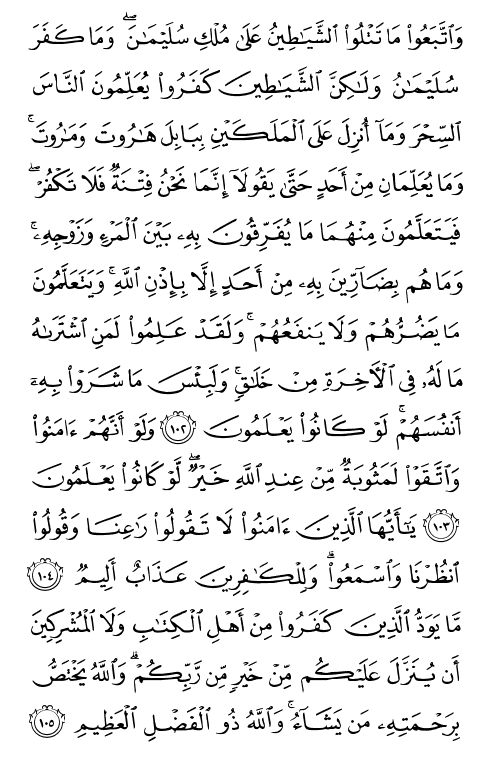 وَٱتَّبَعُوا۟ مَا تَتْلُوا۟ ٱلشَّيَـٰطِينُ عَلَىٰ مُلْكِ سُلَيْمَـٰنَ ۖ وَمَا كَفَرَ
سُلَيْمَـٰنُ وَلَـٰكِنَّ ٱلشَّيَـٰطِينَ كَفَرُوا۟ يُعَلِّمُونَ ٱلنَّاسَ
ٱلسِّحْرَ وَمَآ أُنزِلَ عَلَى ٱلْمَلَكَيْنِ بِبَابِلَ هَـٰرُوتَ وَمَـٰرُوتَ ۚ
وَمَا يُعَلِّمَانِ مِنْ أَحَدٍ حَتَّىٰ يَقُولَآ إِنَّمَا نَحْنُ فِتْنَةٌ فَلَا تَكْفُرْ ۖ
فَيَتَعَلَّمُونَ مِنْهُمَا مَا يُفَرِّقُونَ بِهِۦ بَيْنَ ٱلْمَرْءِ وَزَوْجِهِۦ ۚ
وَمَا هُم بِضَآرِّينَ بِهِۦ مِنْ أَحَدٍ إِلَّا بِإِذْنِ ٱللَّهِ ۚ وَيَتَعَلَّمُونَ
مَا يَضُرُّهُمْ وَلَا يَنفَعُهُمْ ۚ وَلَقَدْ عَلِمُوا۟ لَمَنِ ٱشْتَرَىٰهُ
مَا لَهُۥ فِى ٱلْـَٔاخِرَةِ مِنْ خَلَـٰقٍ ۚ وَلَبِئْسَ مَا شَرَوْا۟ بِهِۦٓ
أَنفُسَهُمْ ۚ لَوْ كَانُوا۟ يَعْلَمُونَ ١٠٢ وَلَوْ أَنَّهُمْ ءَامَنُوا۟
وَٱتَّقَوْا۟ لَمَثُوبَةٌ مِّنْ عِندِ ٱللَّهِ خَيْرٌ ۖ لَّوْ كَانُوا۟ يَعْلَمُونَ
١٠٣ يَـٰٓأَيُّهَا ٱلَّذِينَ ءَامَنُوا۟ لَا تَقُولُوا۟ رَٰعِنَا وَقُولُوا۟
ٱنظُرْنَا وَٱسْمَعُوا۟ ۗ وَلِلْكَـٰفِرِينَ عَذَابٌ أَلِيمٌ ١٠٤
مَّا يَوَدُّ ٱلَّذِينَ كَفَرُوا۟ مِنْ أَهْلِ ٱلْكِتَـٰبِ وَلَا ٱلْمُشْرِكِينَ
أَن يُنَزَّلَ عَلَيْكُم مِّنْ خَيْرٍ مِّن رَّبِّكُمْ ۗ وَٱللَّهُ يَخْتَصُّ
بِرَحْمَتِهِۦ مَن يَشَآءُ ۚ وَٱللَّهُ ذُو ٱلْفَضْلِ ٱلْعَظِيمِ ١٠٥